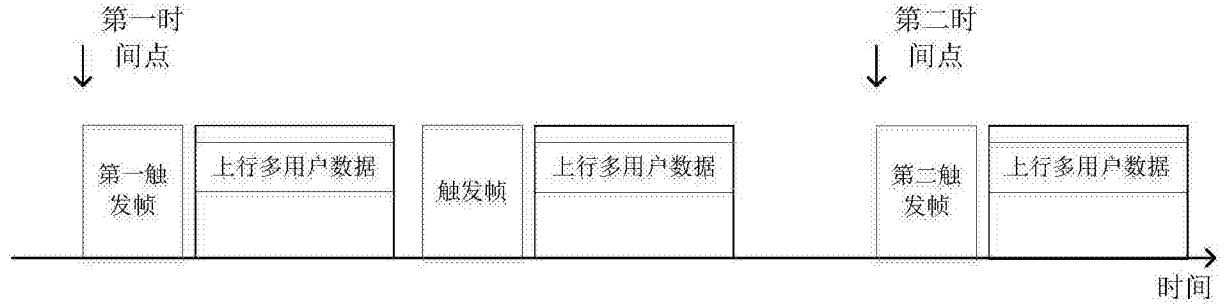 第一时
间点
第二时
间点
第一触
发帧
上行多用户数据
触发帧
上行多用户数据
第二触
发帧
上行多用户数据
时间